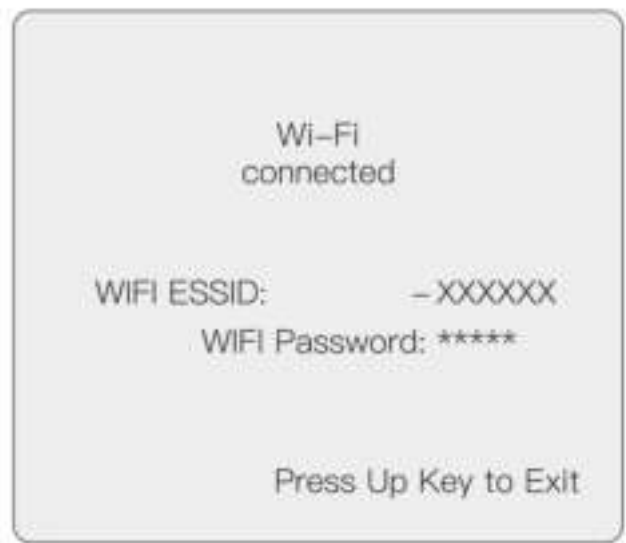 Wi-Fi
connected
WIFI ESSID: -XXXXXX
WIFI Password: *****
Press Up Key to Exit